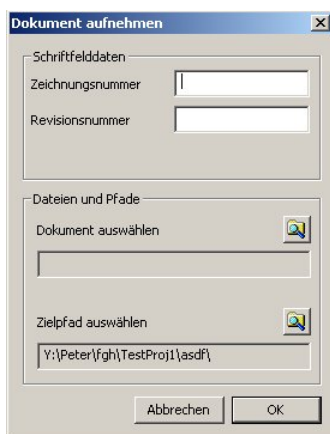 Dokument aufnehmen
Schriftfelddaten
Zeichnungsnummer
Revisionsnummer
Dateien und Pfade
Dokument auswählen
Zielpfad auswählen
Y:\Peter\fgh\TestProj1\asdf\
Abbrechen
OK